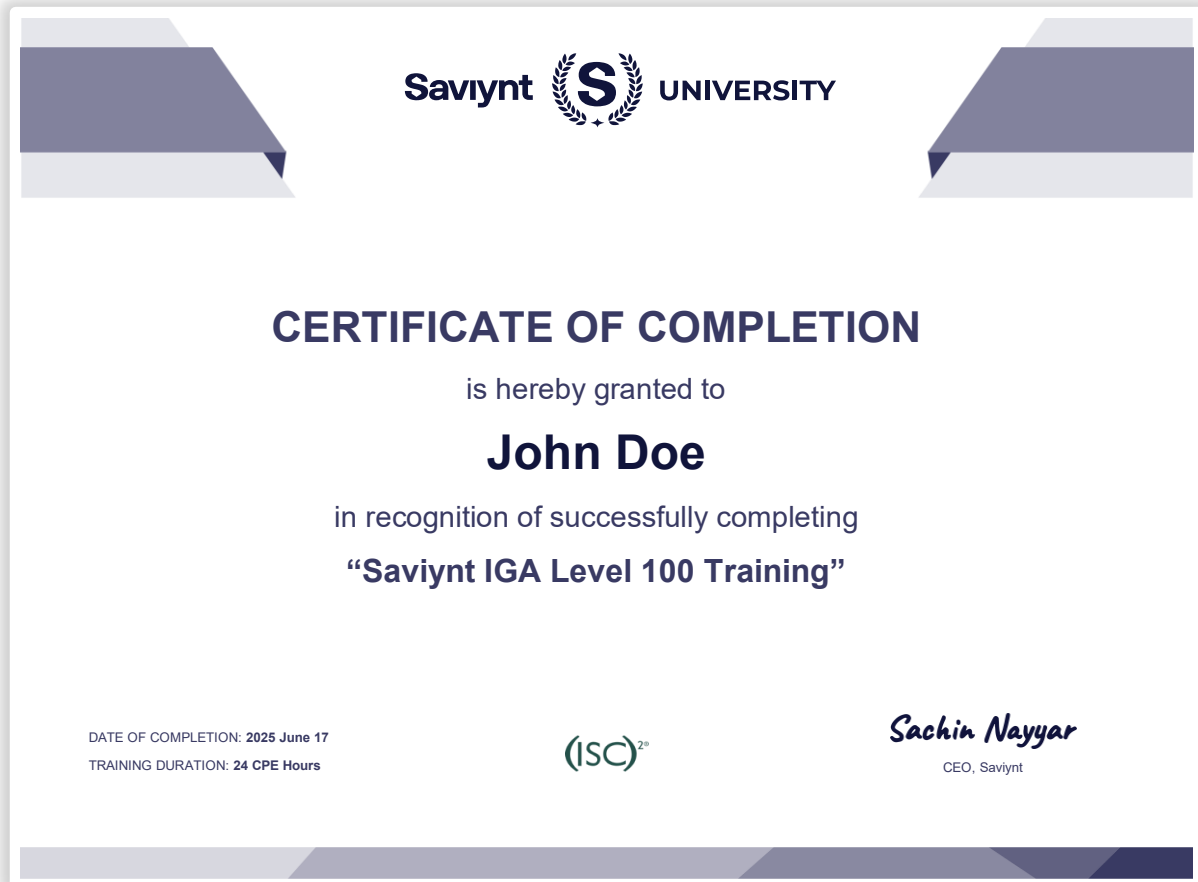 Saviynt S UNIVERSITY
CERTIFICATE OF COMPLETION
is hereby granted to
John Doe
in recognition of successfully completing
“Saviynt IGA Level 100 Training”
DATE OF COMPLETION: 2025 June 17
TRAINING DURATION: 24 CPE Hours
(ISC)²®
Sachin Nayyar
CEO, Saviynt